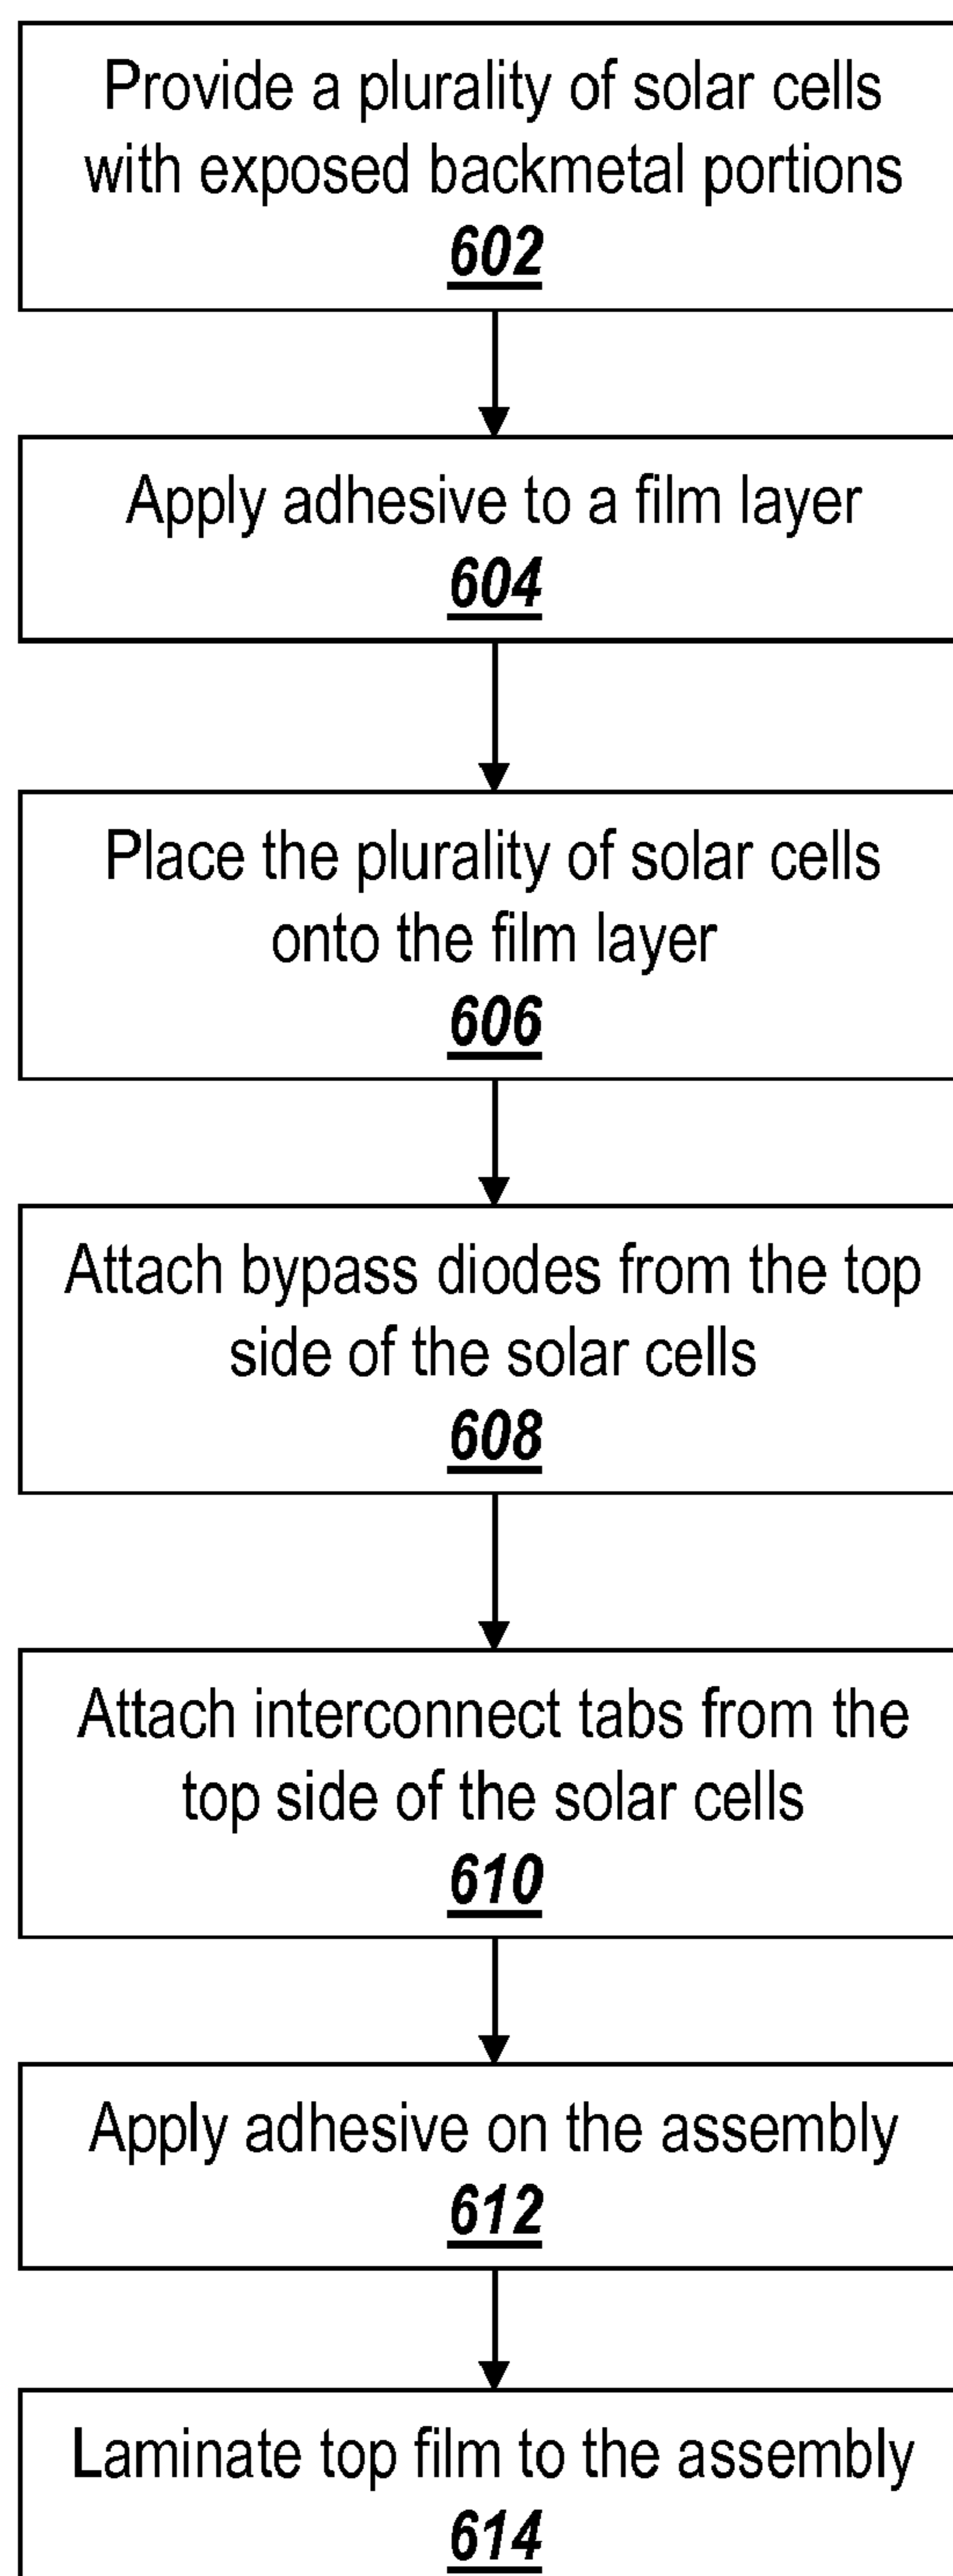 Provide a plurality of solar cells
with exposed backmetal portions
602
Apply adhesive to a film layer
604
Place the plurality of solar cells
onto the film layer
606
Attach bypass diodes from the top
side of the solar cells
608
Attach interconnect tabs from the
top side of the solar cells
610
Apply adhesive on the assembly
612
Laminate top film to the assembly
614